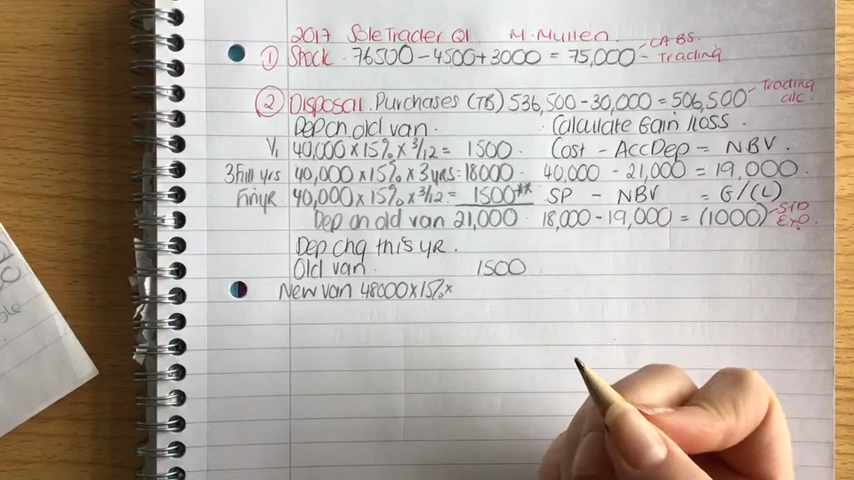 2017 Sole Trader Q1 M. Mullen.
① Stock. 76500 - 4500 + 3000 = 75,000 - CA BS. - Trading
② Disposal. Purchases (TB) 536,500 - 30,000 = 506,500 - Trading alc.
Dep on old van. Calculate Gain/loss.
Y1 40,000 x 15% x 3/12 = 1500 Cost - Acc Dep = NBV.
3 Full yrs 40,000 x 15% x 3 yrs = 18000 40,000 - 21,000 = 19,000
Fin yr. 40,000 x 15% x 3/12 = 1500** SP - NBV = G/(L)
Dep on old van 21,000 18,000 - 19,000 = (1000) - S+D Exp.
Dep chg this yr.
Old van 1500
New van 48000 x 15% x